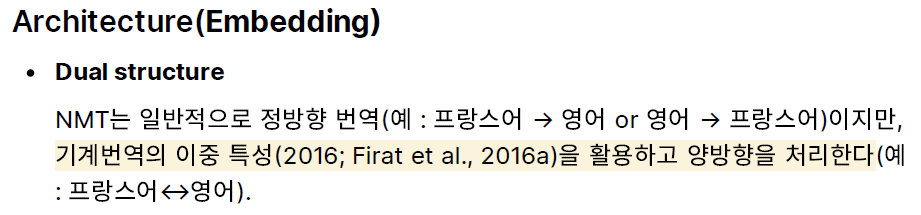 Architecture(Embedding)
• Dual structure
NMT는 일반적으로 정방향 번역(예 : 프랑스어 → 영어 or 영어 → 프랑스어)이지만,
기계번역의 이중 특성(2016; Firat et al., 2016a)을 활용하고 양방향을 처리한다(예
: 프랑스어↔영어).